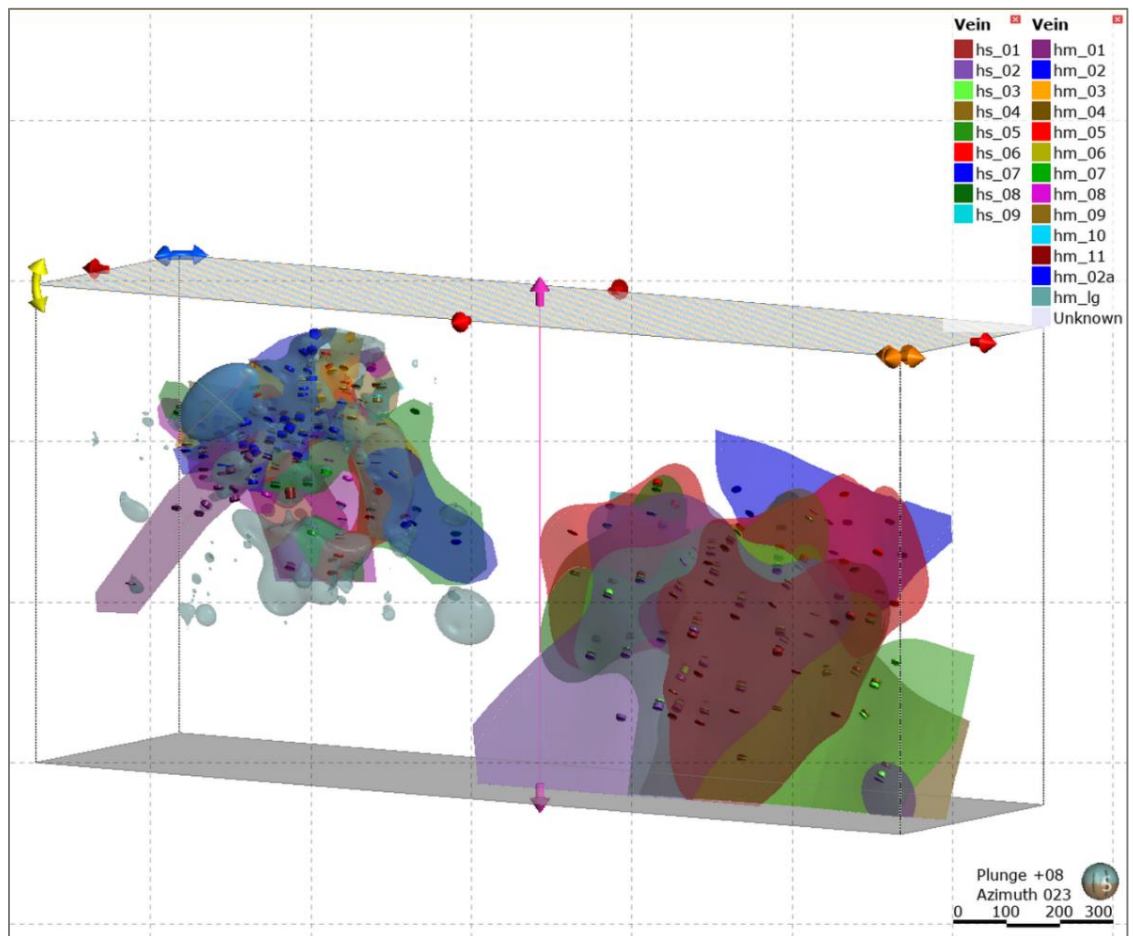 Vein Vein
hs_01 hm_01
hs_02 hm_02
hs_03 hm_03
hs_04 hm_04
hs_05 hm_05
hs_06 hm_06
hs_07 hm_07
hs_08 hm_08
hs_09 hm_09
hm_10
hm_11
hm_02a
hm_lg
Unknown
Plunge +08
Azimuth 023
0 100 200 300